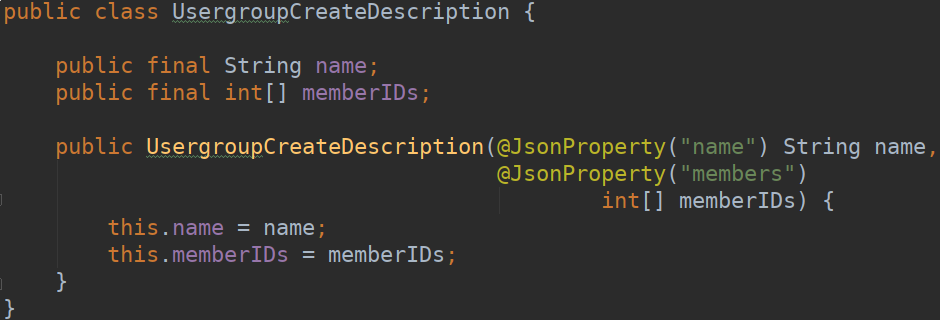 public class UsergroupCreateDescription {
public final String name;
public final int[] memberIDs;
public UsergroupCreateDescription(@JsonProperty("name") String name,
@JsonProperty("members")
int[] memberIDs) {
this.name = name;
this.memberIDs = memberIDs;
}
}